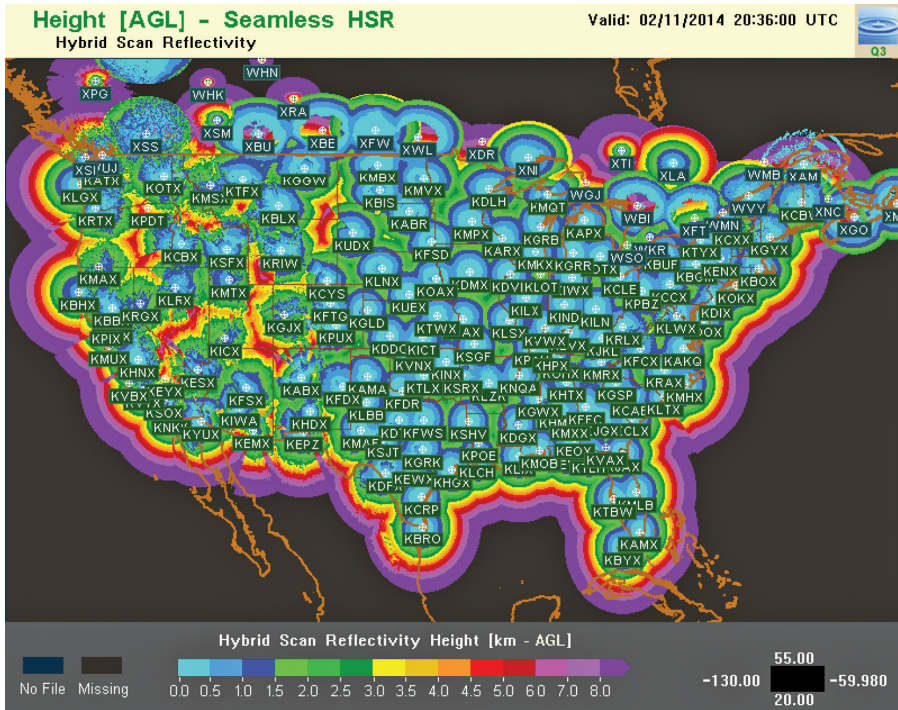 Height [AGL] – Seamless HSR
Valid: 02/11/2014 20:36:00 UTC
Hybrid Scan Reflectivity
Q3
WHN
XPG
WHK
XRA
XSM
XSS
XBU
XBE
XFW
XWL
XDR
XNI
XTI
XLA
WMB
XAM
XSI
KATX
KOTX
KMSX
KTFX
KGGW
KMBX
KMVX
KDLH
KMQT
WGJ
WBI
WVY
XNC
KLGX
KRTX
KPDT
KBLX
KBIS
KABR
KMPX
KARX
KGRB
KAPX
XFT
WMN
KCXX
XGO
KUDX
KFSD
WSO
WKR
KTYX
KGYX
KMAX
KCBX
KSFX
KRIW
KLNX
KOAX
KDMX
KMKX
KGRR
KBUF
KENX
KBOX
KBHX
KRGX
KLRX
KMTX
KCYS
KUEX
KLOT
KCLE
KPBZ
KOKX
KPIX
KGJX
KFTG
KPUX
KGLD
KTWX
KILX
KIND
KILN
KDIX
KMUX
KHNX
KICX
KDDC
KICT
KLSX
KVWX
KRLX
KLWX
KVNX
KINX
KSGF
KHPX
KJKL
KFCX
KAKQ
KVBX
KEYX
KESX
KFSX
KABX
KAMA
KTLX
KSRX
KNQA
KMRX
KRAX
KMHX
KSOX
KYUX
KIWA
KEMX
KHDX
KEPZ
KFDX
KLBB
KFDR
KLZK
KHTX
KGSP
KLTX
KGWX
KCAE
KFWS
KSHV
KDGX
KMXX
KSJT
KGRK
KPOE
KMOB
KEOX
KVAX
KDFX
KEWX
KHGX
KLCH
KCRP
KTBW
KMLB
KBRO
KAMX
KBYX
Hybrid Scan Reflectivity Height [km - AGL]
No File
Missing
0.0 0.5 1.0 1.5 2.0 2.5 3.0 3.5 4.0 4.5 5.0 6.0 7.0 8.0
55.00
−130.00
−59.980
20.00